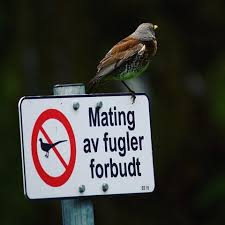 Mating
av fugler
forbudt